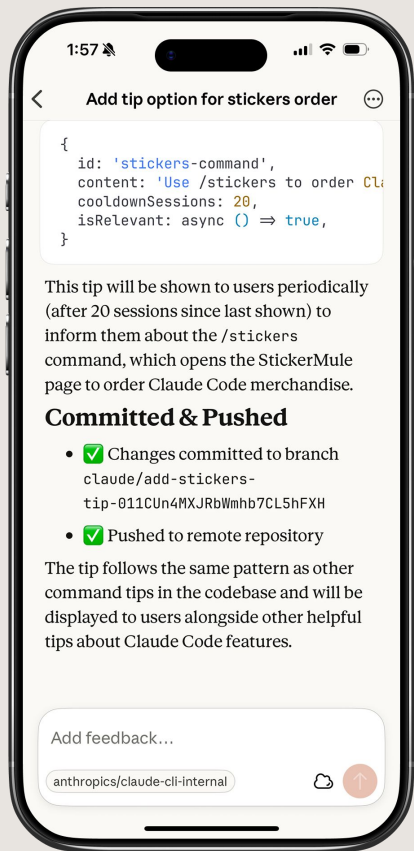 1:57
Add tip option for stickers order
{
id: 'stickers-command',
content: 'Use /stickers to order Cla
cooldownSessions: 20,
isRelevant: async () => true,
}
This tip will be shown to users periodically
(after 20 sessions since last shown) to
inform them about the /stickers
command, which opens the StickerMule
page to order Claude Code merchandise.
Committed & Pushed
• ✅ Changes committed to branch
claude/add-stickers-
tip-011CUn4MXJRbWmhb7CL5hFXH
• ✅ Pushed to remote repository
The tip follows the same pattern as other
command tips in the codebase and will be
displayed to users alongside other helpful
tips about Claude Code features.
Add feedback...
anthropics/claude-cli-internal